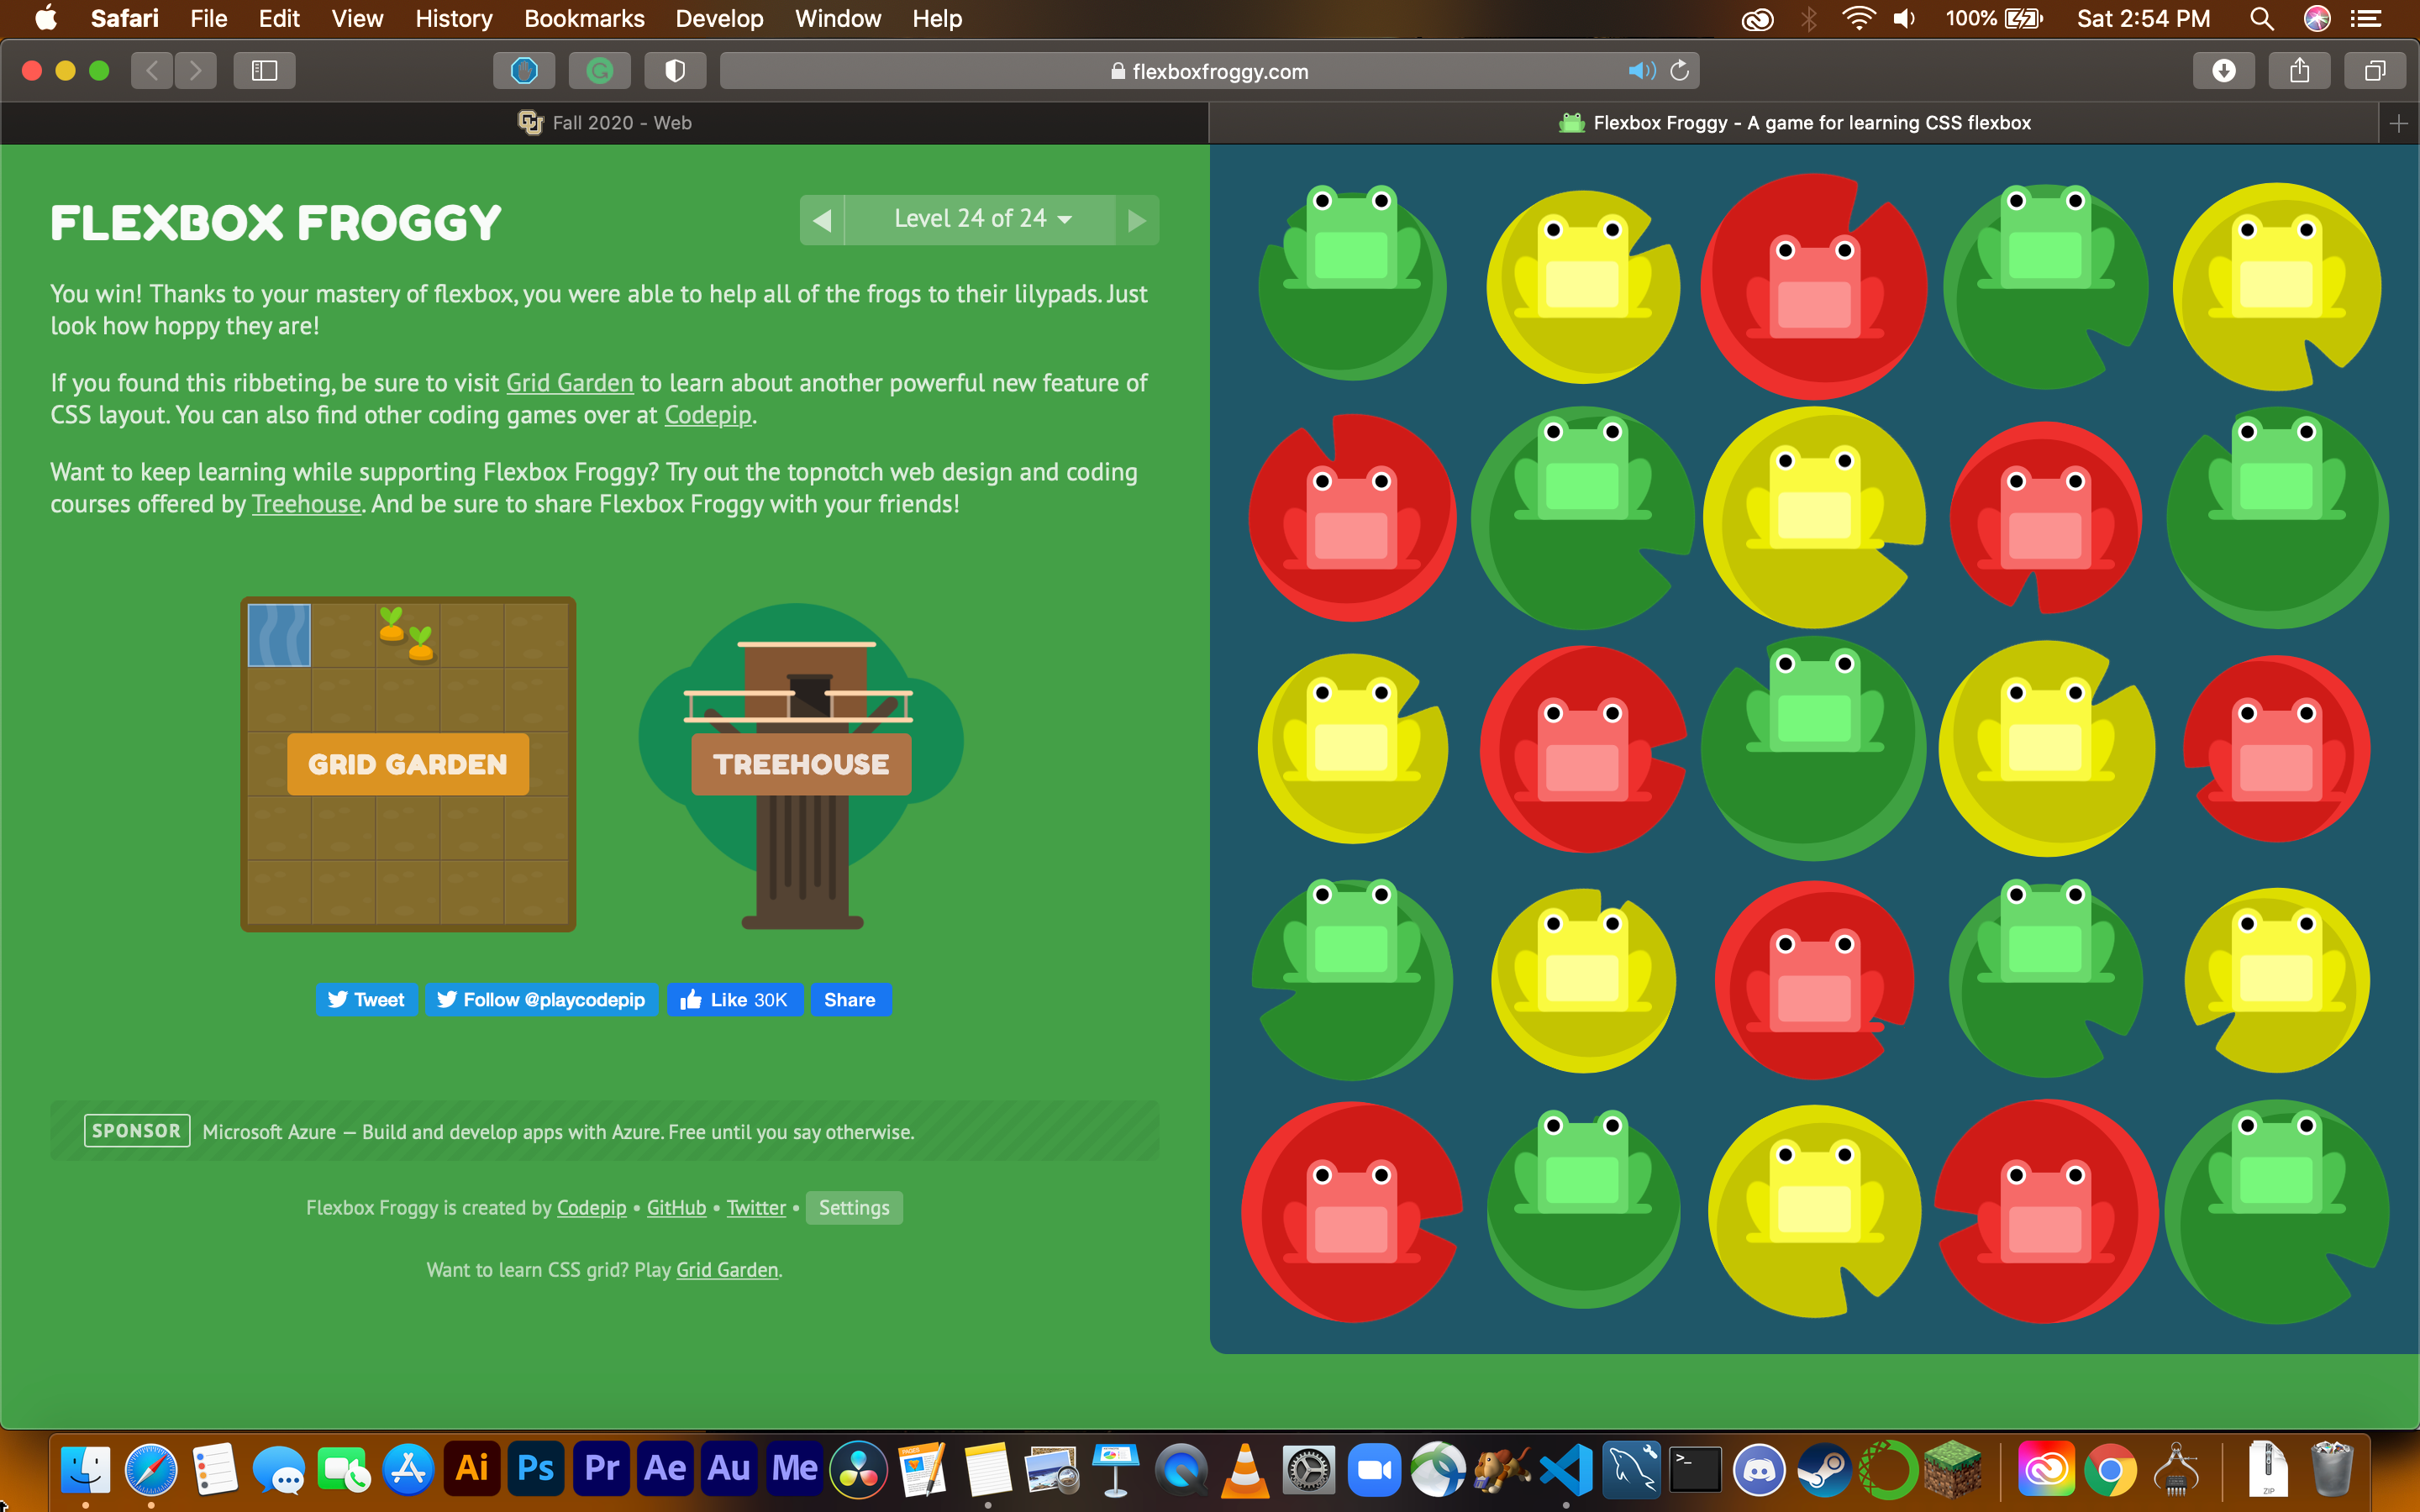 Safari File Edit View History Bookmarks Develop Window Help
100% Sat 2:54 PM
flexboxfroggy.com
Fall 2020 - Web
Flexbox Froggy - A game for learning CSS flexbox
FLEXBOX FROGGY
Level 24 of 24
You win! Thanks to your mastery of flexbox, you were able to help all of the frogs to their lilypads. Just
look how hoppy they are!
If you found this ribbeting, be sure to visit Grid Garden to learn about another powerful new feature of
CSS layout. You can also find other coding games over at Codepip.
Want to keep learning while supporting Flexbox Froggy? Try out the topnotch web design and coding
courses offered by Treehouse. And be sure to share Flexbox Froggy with your friends!
GRID GARDEN
TREEHOUSE
Tweet
Follow @playcodepip
Like 30K
Share
SPONSOR Microsoft Azure — Build and develop apps with Azure. Free until you say otherwise.
Flexbox Froggy is created by Codepip • GitHub • Twitter • Settings
Want to learn CSS grid? Play Grid Garden.
Ai Ps Pr Ae Au Me
PAGES
>_
ZIP